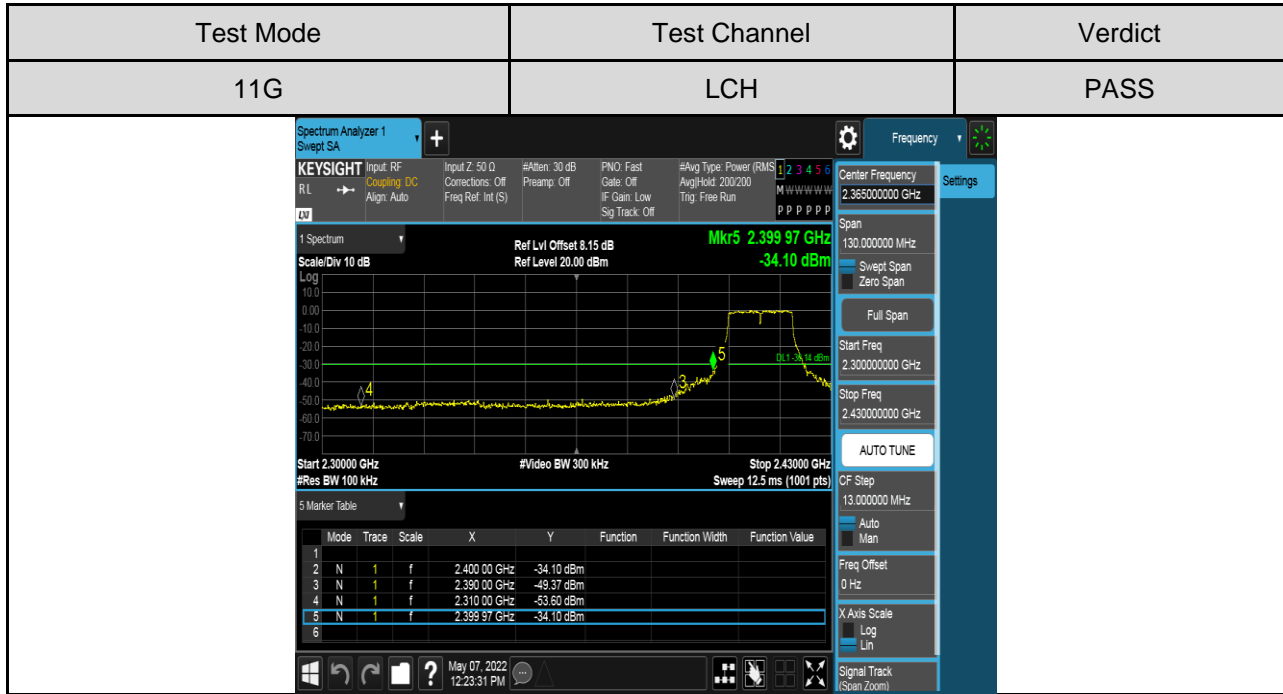 Test Mode Test Channel Verdict
11G LCH PASS
Spectrum Analyzer 1
Swept SA
+
Frequency
KEYSIGHT
RL
LXI
Input: RF
Coupling: DC
Align: Auto
Input Z: 50 Ω
Corrections: Off
Freq Ref: Int (S)
#Atten: 30 dB
Preamp: Off
PNO: Fast
Gate: Off
IF Gain: Low
Sig Track: Off
#Avg Type: Power (RMS
Avg|Hold: 200/200
Trig: Free Run
1 2 3 4 5 6
M W W W W W
P P P P P P
1 Spectrum
Scale/Div 10 dB
Ref Lvl Offset 8.15 dB
Ref Level 20.00 dBm
Mkr5 2.399 97 GHz
-34.10 dBm
Log
10.0
0.00
-10.0
-20.0
-30.0
-40.0
-50.0
-60.0
-70.0
5
3
4
Start 2.30000 GHz
#Res BW 100 kHz
#Video BW 300 kHz
Stop 2.43000 GHz
Sweep 12.5 ms (1001 pts)
5 Marker Table
Mode Trace Scale X Y Function Function Width Function Value
1
2 N 1 f 2.400 00 GHz -34.10 dBm
3 N 1 f 2.390 00 GHz -49.37 dBm
4 N 1 f 2.310 00 GHz -53.60 dBm
5 N 1 f 2.399 97 GHz -34.10 dBm
6
Center Frequency
2.365000000 GHz
Settings
Span
130.000000 MHz
Swept Span
Zero Span
Full Span
Start Freq
2.300000000 GHz
Stop Freq
2.430000000 GHz
AUTO TUNE
CF Step
13.000000 MHz
Auto
Man
Freq Offset
0 Hz
X Axis Scale
Log
Lin
Signal Track
(Span Zoom)
?
May 07, 2022
12:23:31 PM